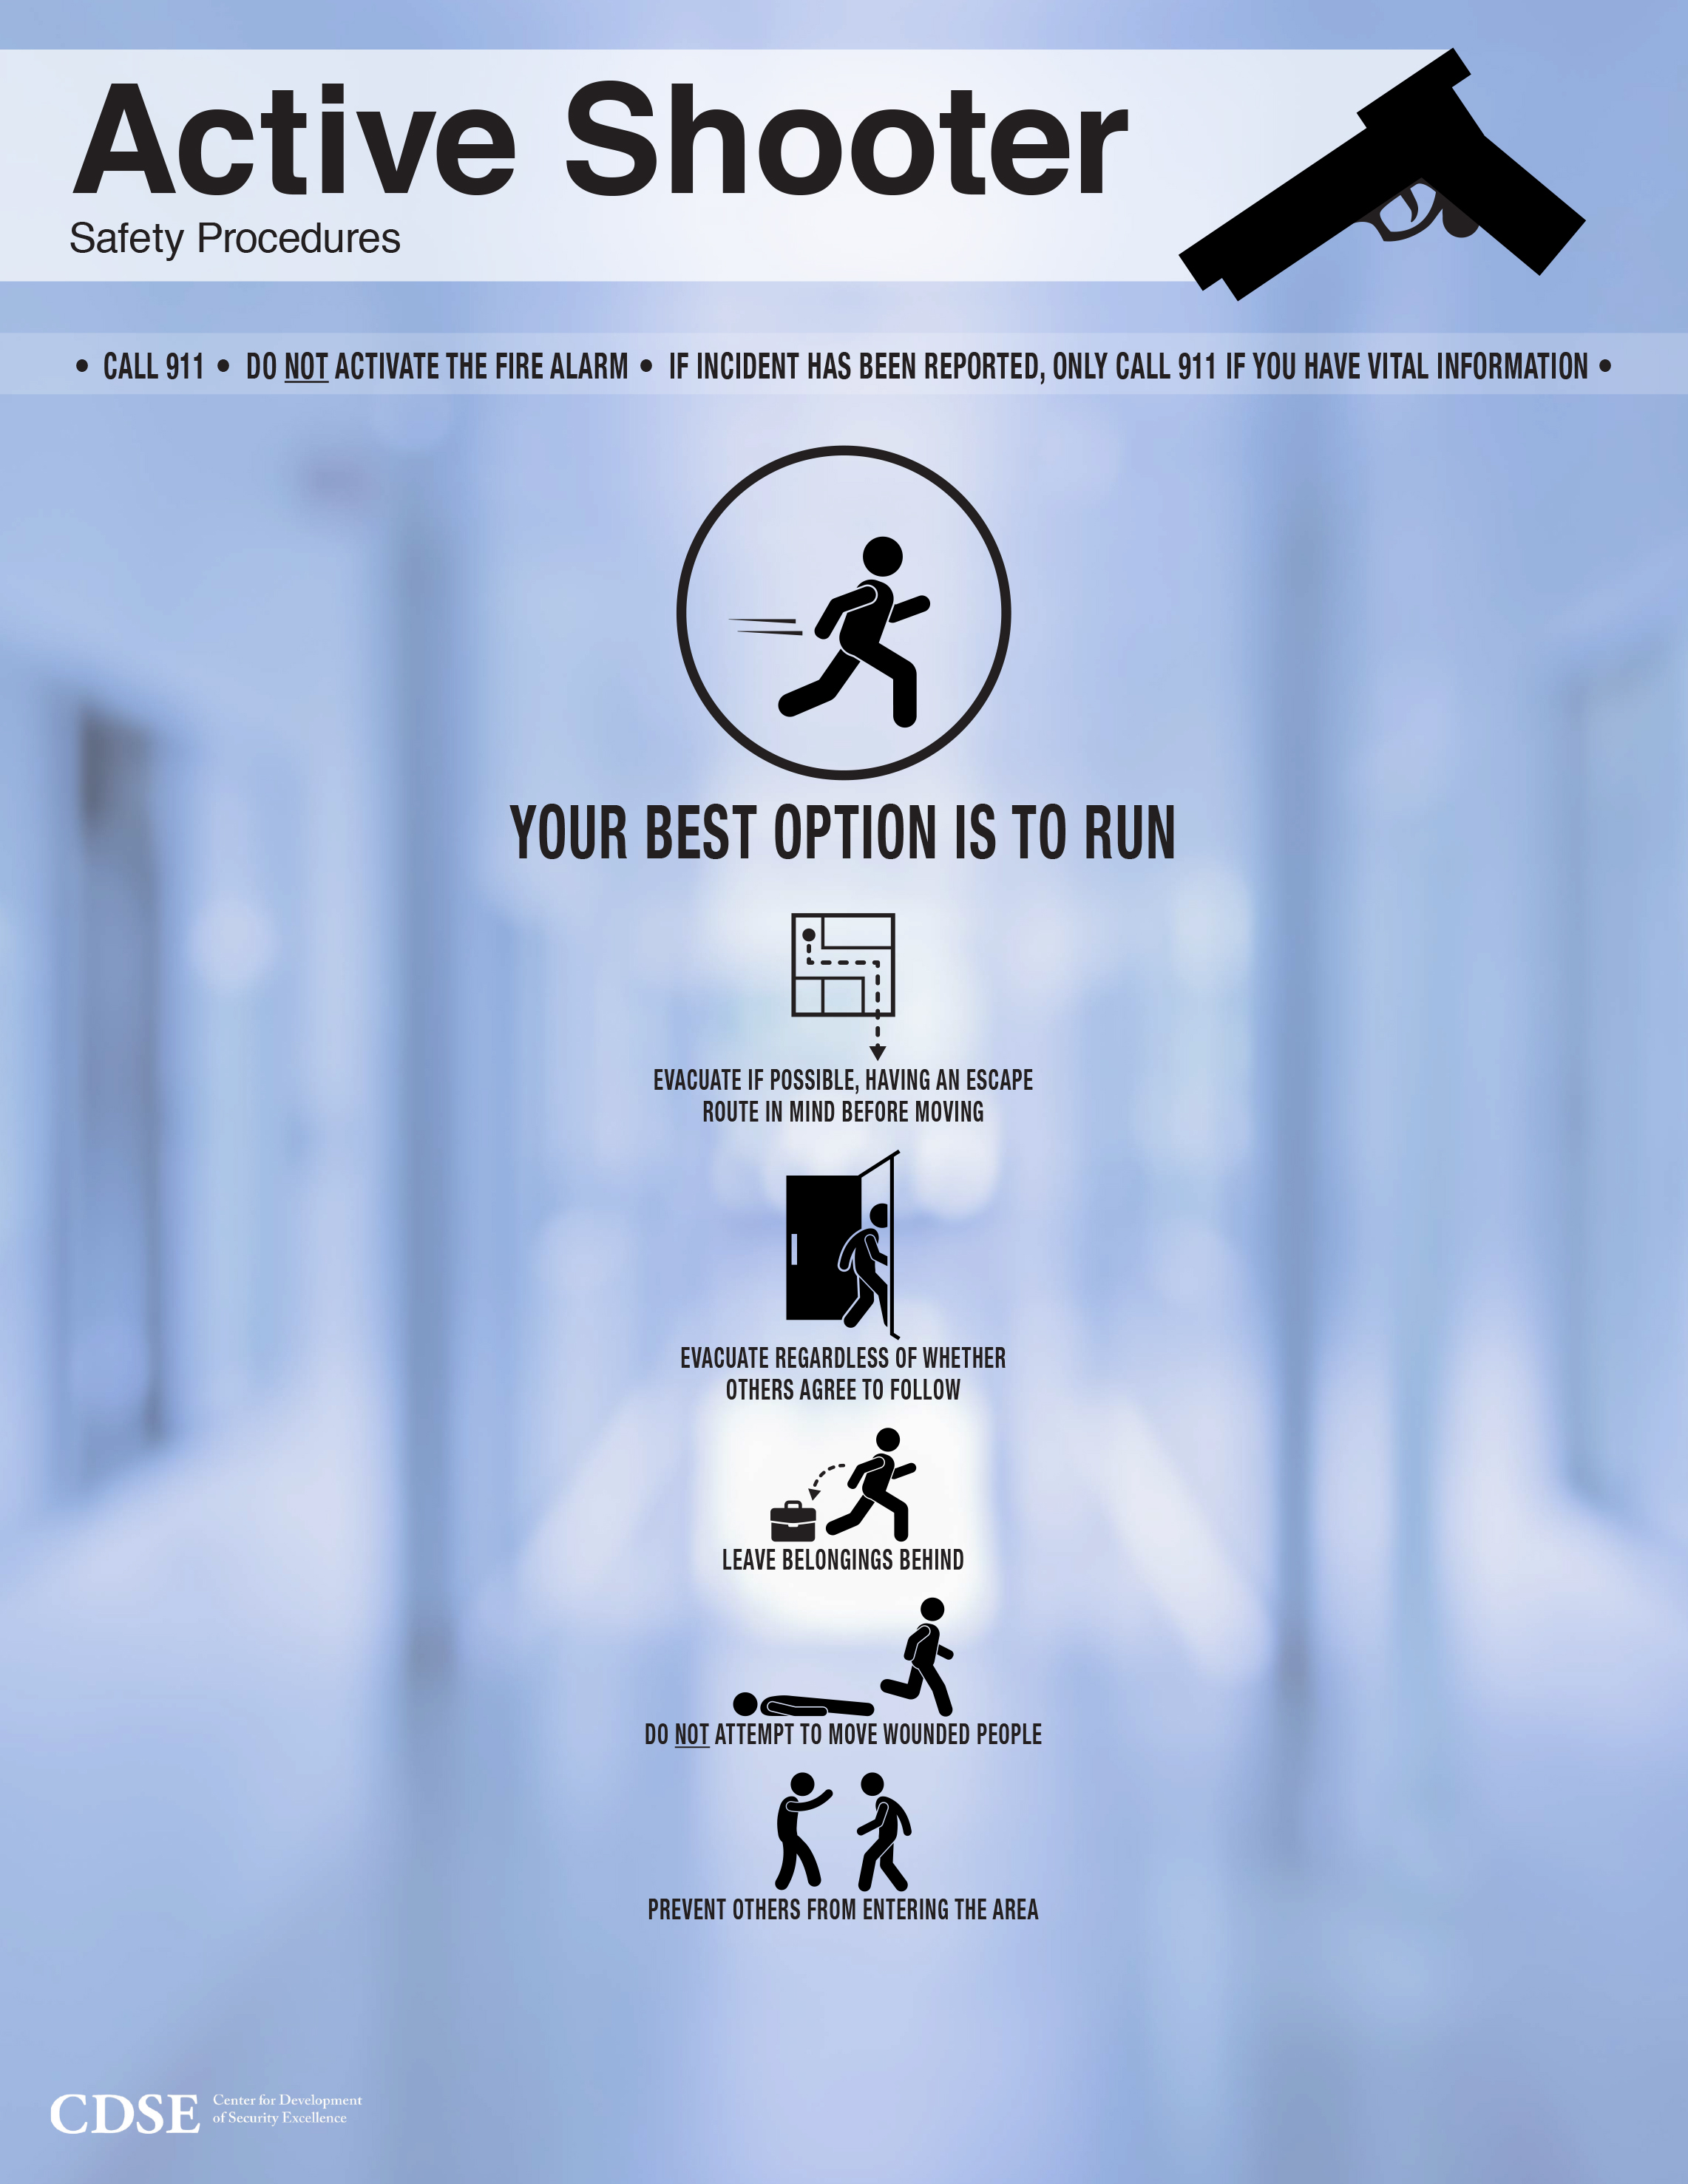 Active Shooter
Safety Procedures
• CALL 911 • DO NOT ACTIVATE THE FIRE ALARM • IF INCIDENT HAS BEEN REPORTED, ONLY CALL 911 IF YOU HAVE VITAL INFORMATION •
YOUR BEST OPTION IS TO RUN
EVACUATE IF POSSIBLE, HAVING AN ESCAPE
ROUTE IN MIND BEFORE MOVING
EVACUATE REGARDLESS OF WHETHER
OTHERS AGREE TO FOLLOW
LEAVE BELONGINGS BEHIND
DO NOT ATTEMPT TO MOVE WOUNDED PEOPLE
PREVENT OTHERS FROM ENTERING THE AREA
CDSE
Center for Development
of Security Excellence